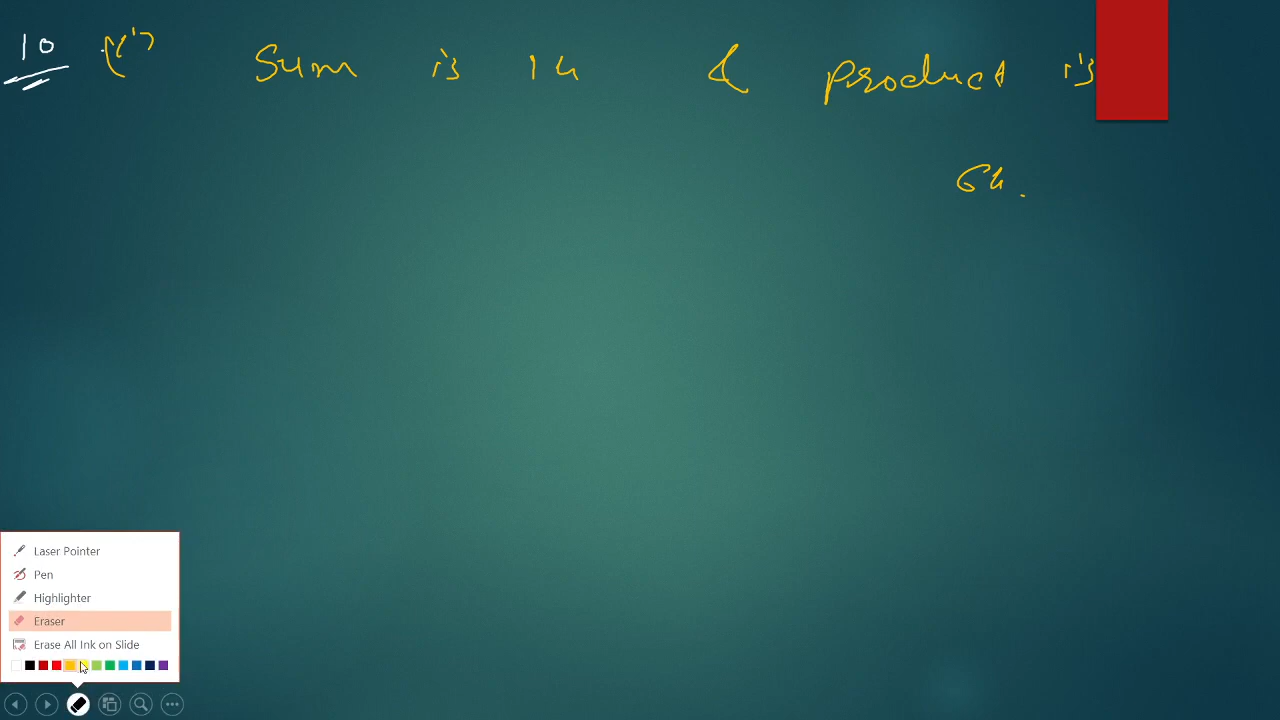 10 (i) Sum is 14 & product is
64.
Laser Pointer
Pen
Highlighter
Eraser
Erase All Ink on Slide